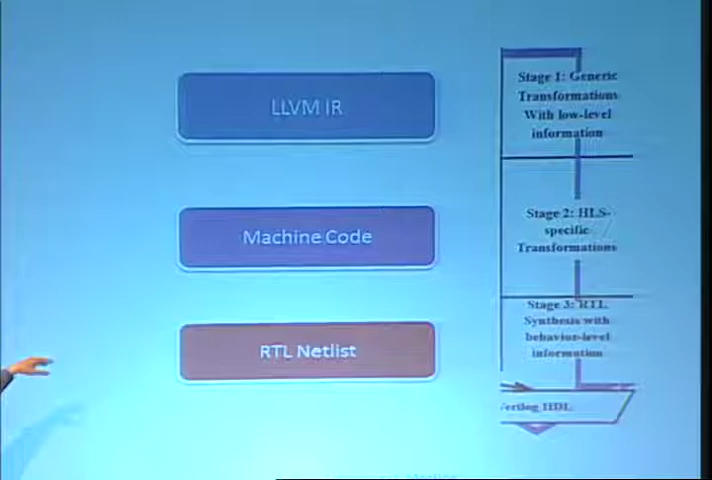 LLVM IR
Machine Code
RTL Netlist
Stage 1: Generic
Transformations
With low-level
information
Stage 2: HLS-
specific
Transformations
Stage 3: RTL
Synthesis with
behavior-level
information
Verilog HDL